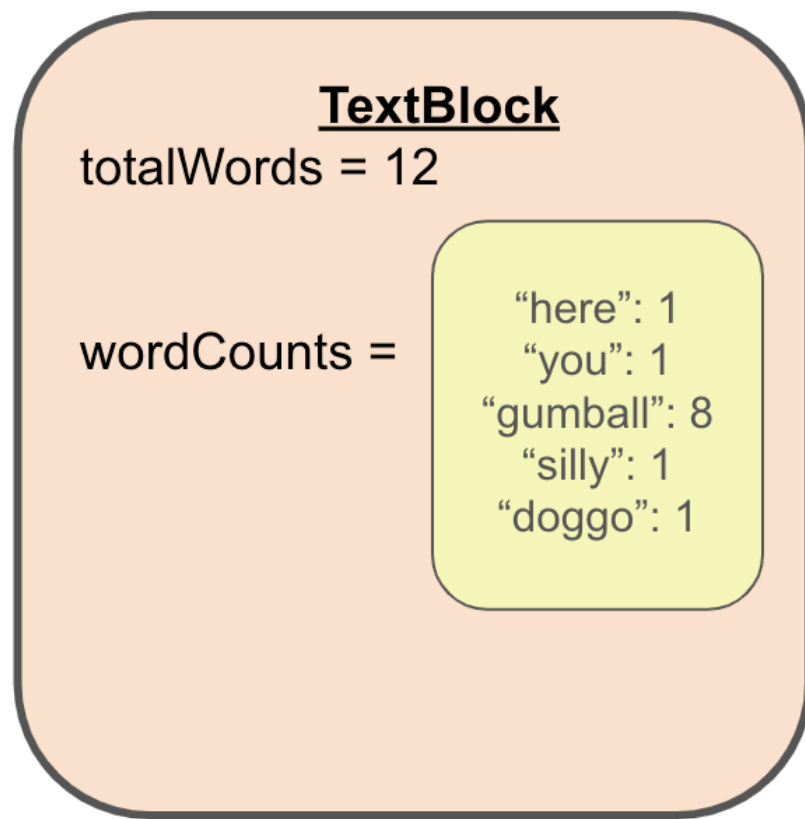 TextBlock
totalWords = 12
wordCounts =
“here”: 1
“you”: 1
“gumball”: 8
“silly”: 1
“doggo”: 1